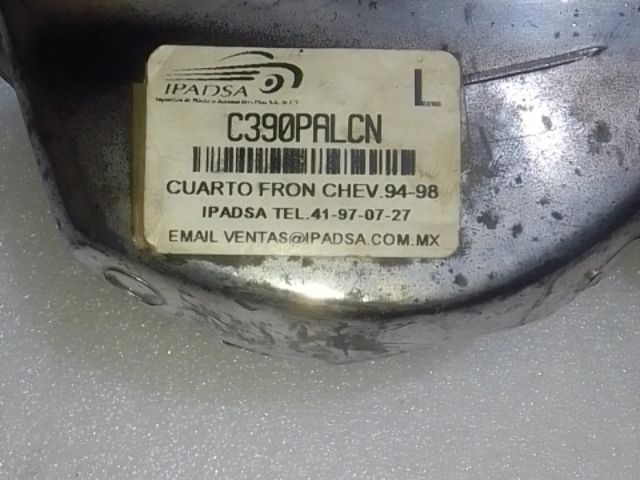 IPADSA
L
C390PALCN
CUARTO FRON CHEV.94-98
IPADSA TEL.41-97-07-27
EMAIL VENTAS@IPADSA.COM.MX